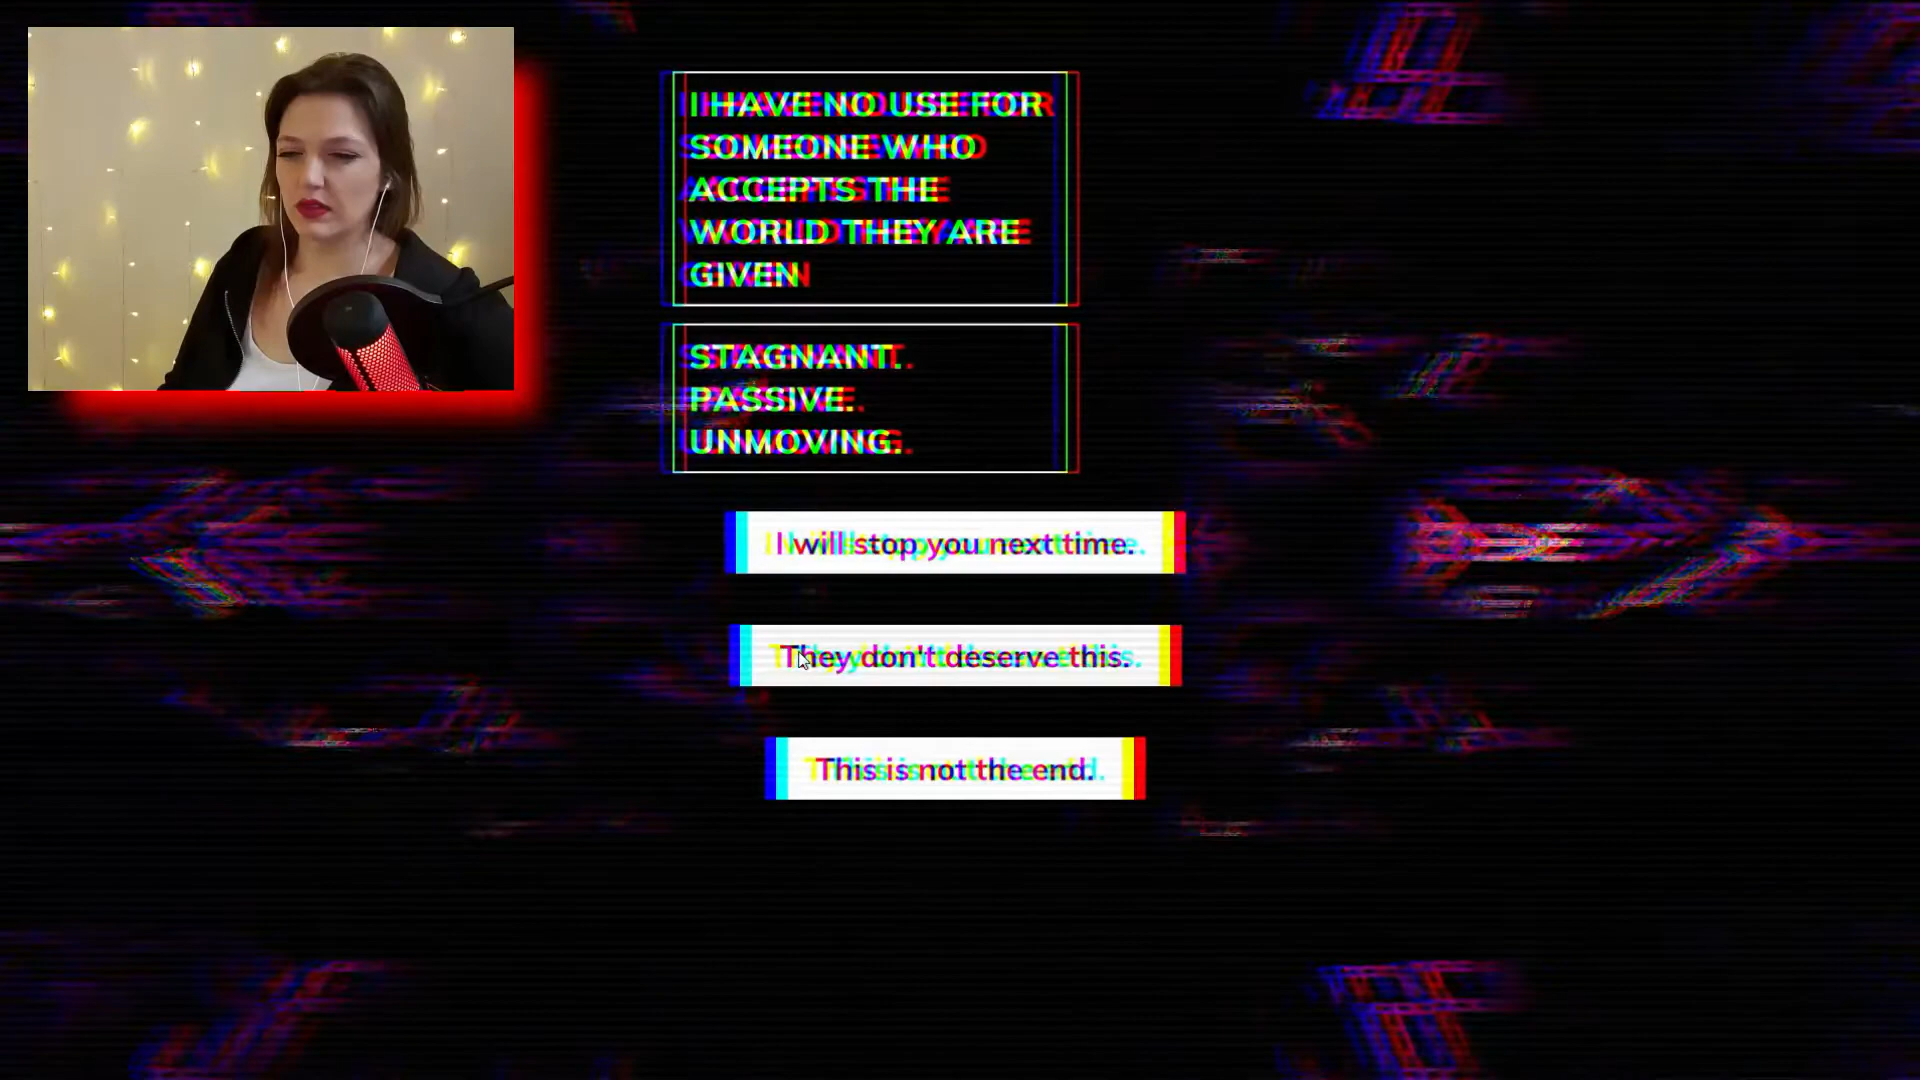 I HAVE NO USE FOR
SOMEONE WHO
ACCEPTS THE
WORLD THEY ARE
GIVEN
STAGNANT.
PASSIVE.
UNMOVING.
I will stop you next time.
They don't deserve this.
This is not the end.